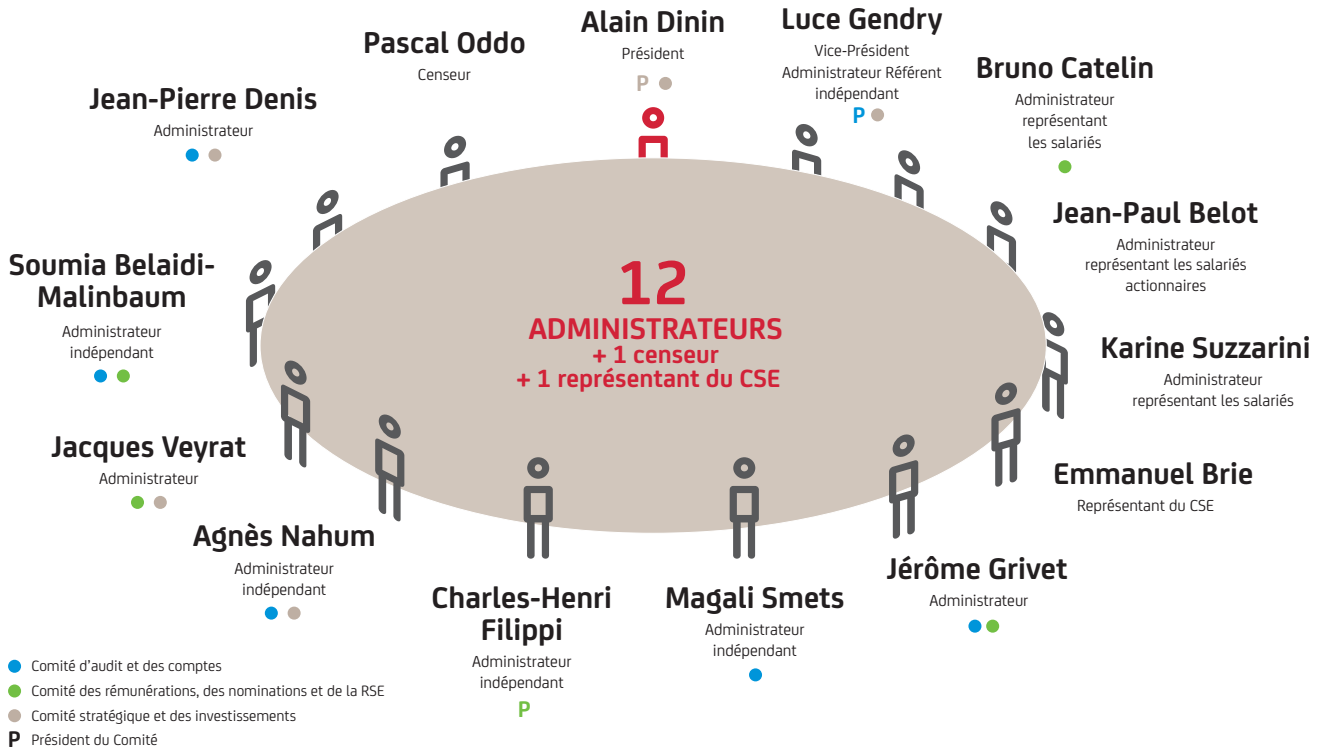 Alain Dinin
Président
P
Luce Gendry
Vice-Président
Administrateur Référent
indépendant
P
Bruno Catelin
Administrateur
représentant
les salariés
Jean-Paul Belot
Administrateur
représentant les salariés
actionnaires
Karine Suzzarini
Administrateur
représentant les salariés
Emmanuel Brie
Représentant du CSE
Jérôme Grivet
Administrateur
Magali Smets
Administrateur
indépendant
Charles-Henri
Filippi
Administrateur
indépendant
P
Agnès Nahum
Administrateur
indépendant
Jacques Veyrat
Administrateur
Soumia Belaidi-
Malinbaum
Administrateur
indépendant
Jean-Pierre Denis
Administrateur
Pascal Oddo
Censeur
12
ADMINISTRATEURS
+ 1 censeur
+ 1 représentant du CSE
Comité d'audit et des comptes
Comité des rémunérations, des nominations et de la RSE
Comité stratégique et des investissements
P Président du Comité